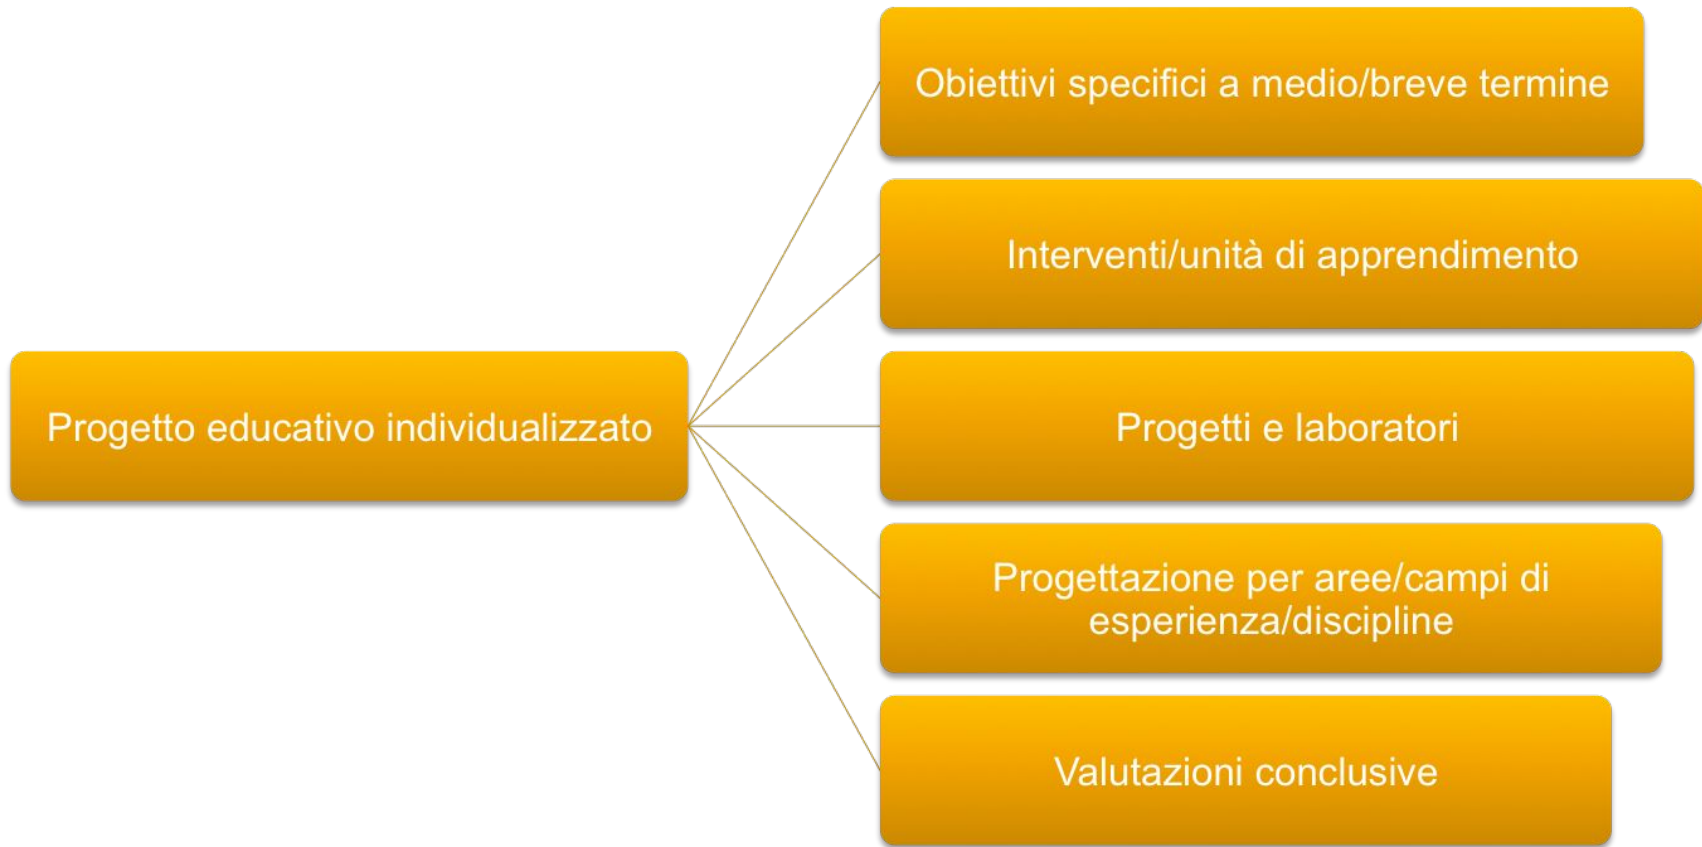 Obiettivi specifici a medio/breve termine
Interventi/unità di apprendimento
Progetto educativo individualizzato
Progetti e laboratori
Progettazione per aree/campi di
esperienza/discipline
Valutazioni conclusive